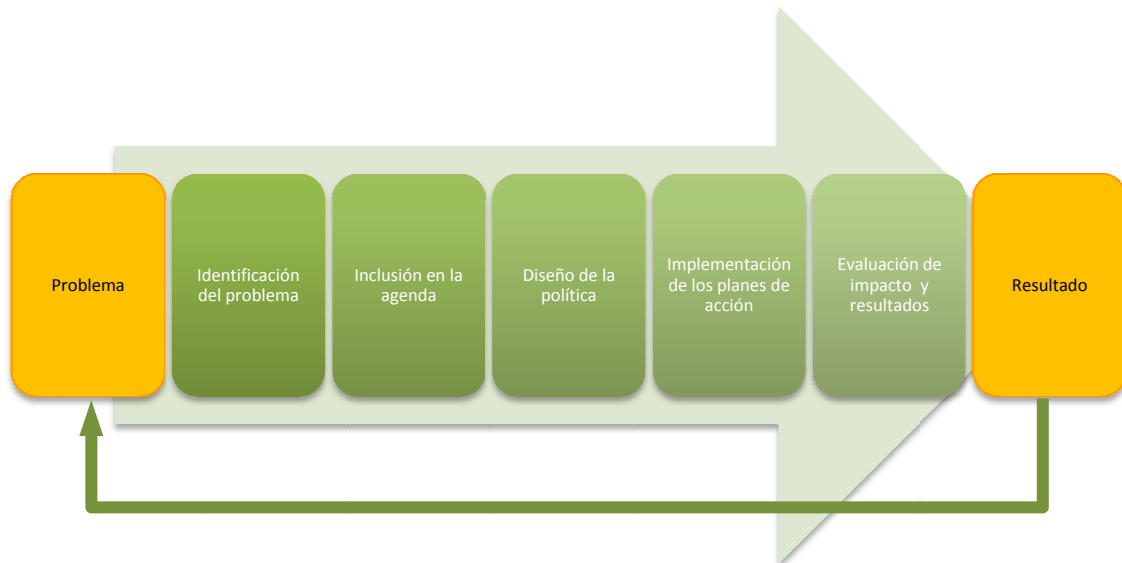 Problema
Identificación
del problema
Inclusión en la
agenda
Diseño de la
política
Implementación
de los planes de
acción
Evaluación de
impacto y
resultados
Resultado